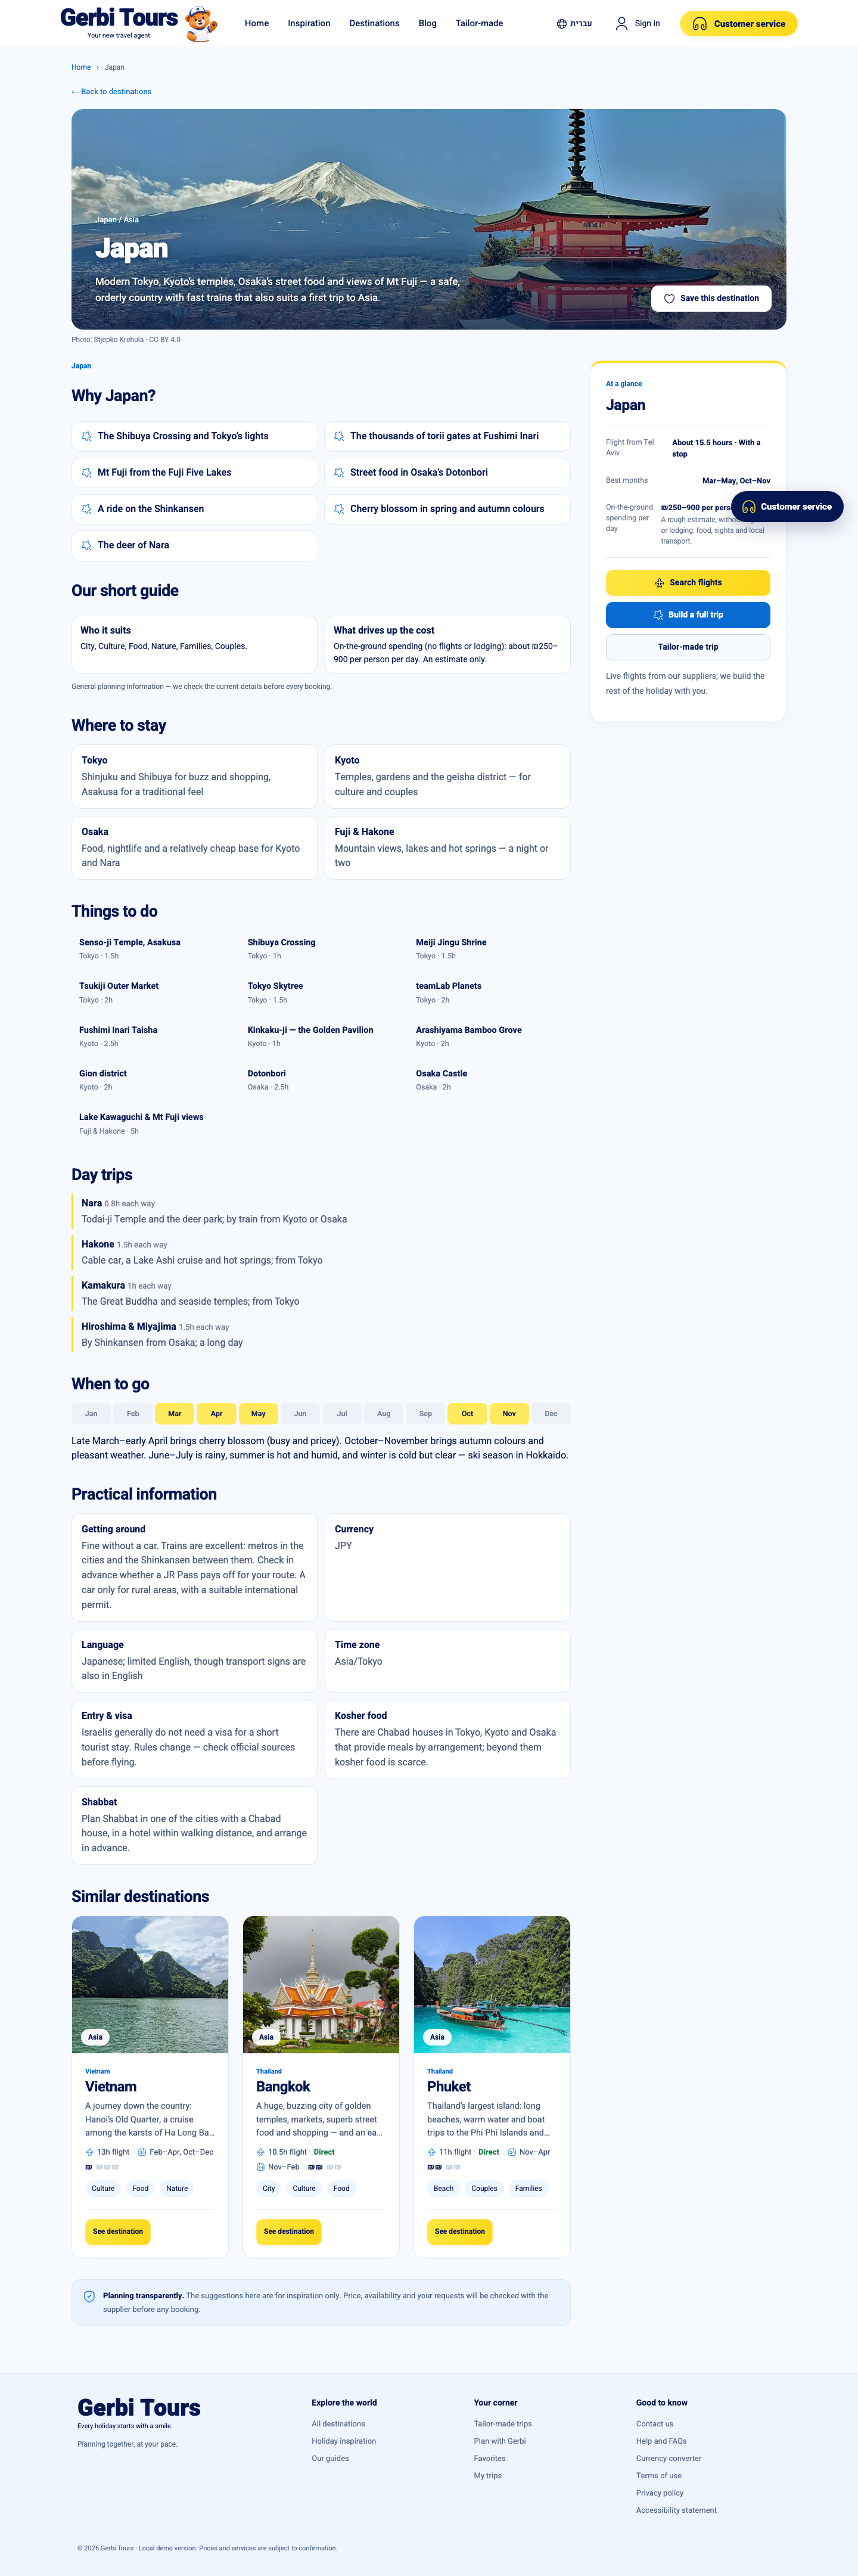 Gerbi Tours
Your new travel agent
Home
Inspiration
Destinations
Blog
Tailor-made
עברית
Sign in
Customer service
Home › Japan
← Back to destinations
Japan / Asia
Japan
Modern Tokyo, Kyoto's temples, Osaka's street food and views of Mt Fuji — a safe,
orderly country with fast trains that also suits a first trip to Asia.
Save this destination
Photo: Stjepko Krehula · CC BY 4.0
Japan
Why Japan?
The Shibuya Crossing and Tokyo's lights
The thousands of torii gates at Fushimi Inari
Mt Fuji from the Fuji Five Lakes
Street food in Osaka's Dotonbori
A ride on the Shinkansen
Cherry blossom in spring and autumn colours
The deer of Nara
Our short guide
Who it suits
City, Culture, Food, Nature, Families, Couples.
What drives up the cost
On-the-ground spending (no flights or lodging): about ₪250–
900 per person per day. An estimate only.
General planning information — we check the current details before every booking.
Where to stay
Tokyo
Shinjuku and Shibuya for buzz and shopping,
Asakusa for a traditional feel
Kyoto
Temples, gardens and the geisha district — for
culture and couples
Osaka
Food, nightlife and a relatively cheap base for Kyoto
and Nara
Fuji & Hakone
Mountain views, lakes and hot springs — a night or
two
Things to do
Senso-ji Temple, Asakusa
Tokyo · 1.5h
Shibuya Crossing
Tokyo · 1h
Meiji Jingu Shrine
Tokyo · 1.5h
Tsukiji Outer Market
Tokyo · 2h
Tokyo Skytree
Tokyo · 1.5h
teamLab Planets
Tokyo · 2h
Fushimi Inari Taisha
Kyoto · 2.5h
Kinkaku-ji — the Golden Pavilion
Kyoto · 1h
Arashiyama Bamboo Grove
Kyoto · 2h
Gion district
Kyoto · 2h
Dotonbori
Osaka · 2.5h
Osaka Castle
Osaka · 2h
Lake Kawaguchi & Mt Fuji views
Fuji & Hakone · 5h
Day trips
Nara 0.8h each way
Todai-ji Temple and the deer park; by train from Kyoto or Osaka
Hakone 1.5h each way
Cable car, a Lake Ashi cruise and hot springs; from Tokyo
Kamakura 1h each way
The Great Buddha and seaside temples; from Tokyo
Hiroshima & Miyajima 1.5h each way
By Shinkansen from Osaka; a long day
When to go
Jan Feb Mar Apr May Jun Jul Aug Sep Oct Nov Dec
Late March–early April brings cherry blossom (busy and pricey). October–November brings autumn colours and
pleasant weather. June–July is rainy, summer is hot and humid, and winter is cold but clear — ski season in Hokkaido.
Practical information
Getting around
Fine without a car. Trains are excellent: metros in the
cities and the Shinkansen between them. Check in
advance whether a JR Pass pays off for your route. A
car only for rural areas, with a suitable international
permit.
Currency
JPY
Language
Japanese; limited English, though transport signs are
also in English
Time zone
Asia/Tokyo
Entry & visa
Israelis generally do not need a visa for a short
tourist stay. Rules change — check official sources
before flying.
Kosher food
There are Chabad houses in Tokyo, Kyoto and Osaka
that provide meals by arrangement; beyond them
kosher food is scarce.
Shabbat
Plan Shabbat in one of the cities with a Chabad
house, in a hotel within walking distance, and arrange
in advance.
Similar destinations
Asia
Vietnam
Vietnam
A journey down the country:
Hanoi's Old Quarter, a cruise
among the karsts of Ha Long Ba...
13h flight
Feb–Apr, Oct–Dec
₪ ₪₪₪
Culture Food Nature
See destination
Asia
Thailand
Bangkok
A huge, buzzing city of golden
temples, markets, superb street
food and shopping — and an ea...
10.5h flight · Direct
Nov–Feb
₪₪ ₪₪
City Culture Food
See destination
Asia
Thailand
Phuket
Thailand's largest island: long
beaches, warm water and boat
trips to the Phi Phi Islands and...
11h flight · Direct
Nov–Apr
₪₪ ₪₪
Beach Couples Families
See destination
Planning transparently. The suggestions here are for inspiration only. Price, availability and your requests will be checked with the
supplier before any booking.
At a glance
Japan
Flight from Tel
Aviv
About 15.5 hours · With a
stop
Best months
Mar–May, Oct–Nov
On-the-ground
spending per
day
₪250–900 per
A rough estimate, without
or lodging: food, sights and local
transport.
Customer service
Search flights
Build a full trip
Tailor-made trip
Live flights from our suppliers; we build the
rest of the holiday with you.
Gerbi Tours
Every holiday starts with a smile.
Planning together, at your pace.
Explore the world
All destinations
Holiday inspiration
Our guides
Your corner
Tailor-made trips
Plan with Gerbi
Favorites
My trips
Good to know
Contact us
Help and FAQs
Currency converter
Terms of use
Privacy policy
Accessibility statement
© 2026 Gerbi Tours · Local demo version. Prices and services are subject to confirmation.